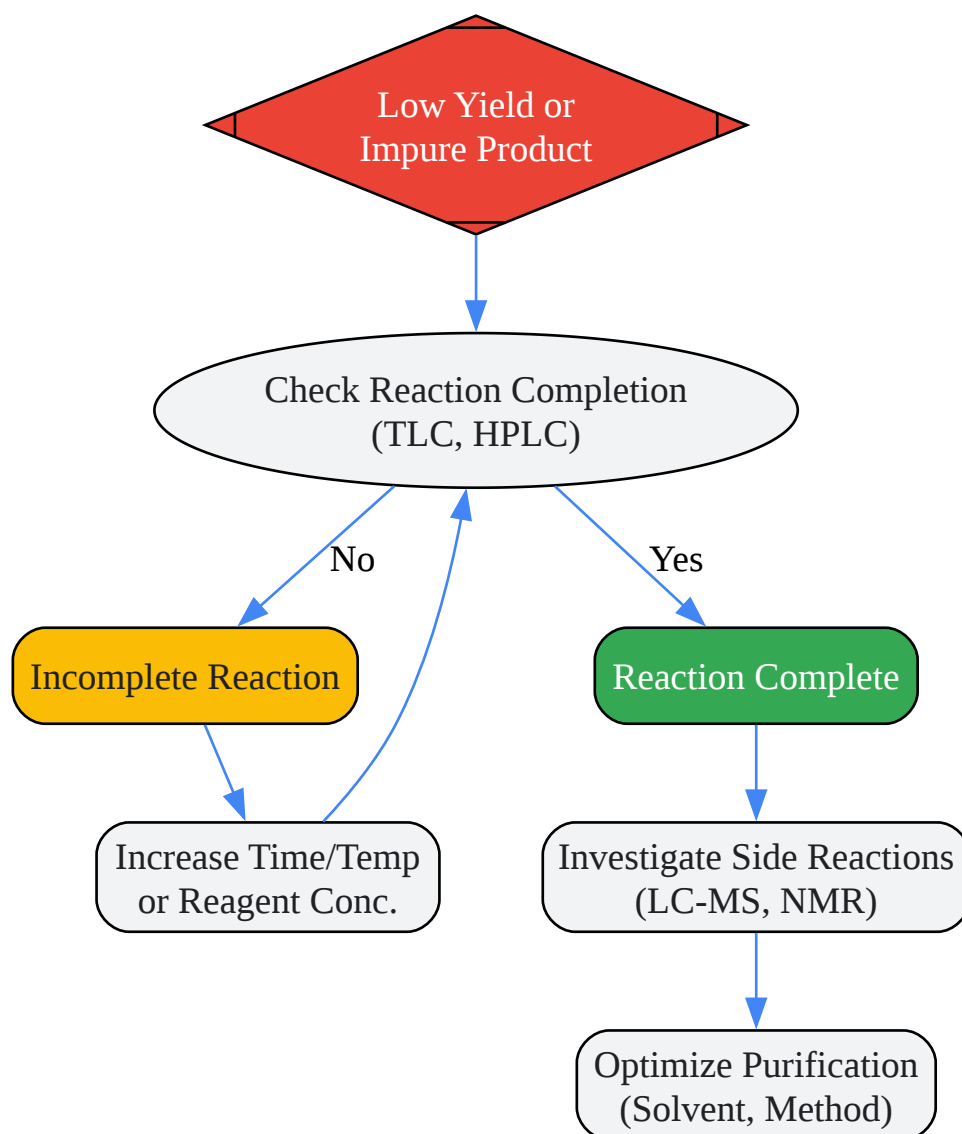 Low Yield or
Impure Product
Check Reaction Completion
(TLC, HPLC)
No
Yes
Incomplete Reaction
Reaction Complete
Increase Time/Temp
or Reagent Conc.
Investigate Side Reactions
(LC-MS, NMR)
Optimize Purification
(Solvent, Method)